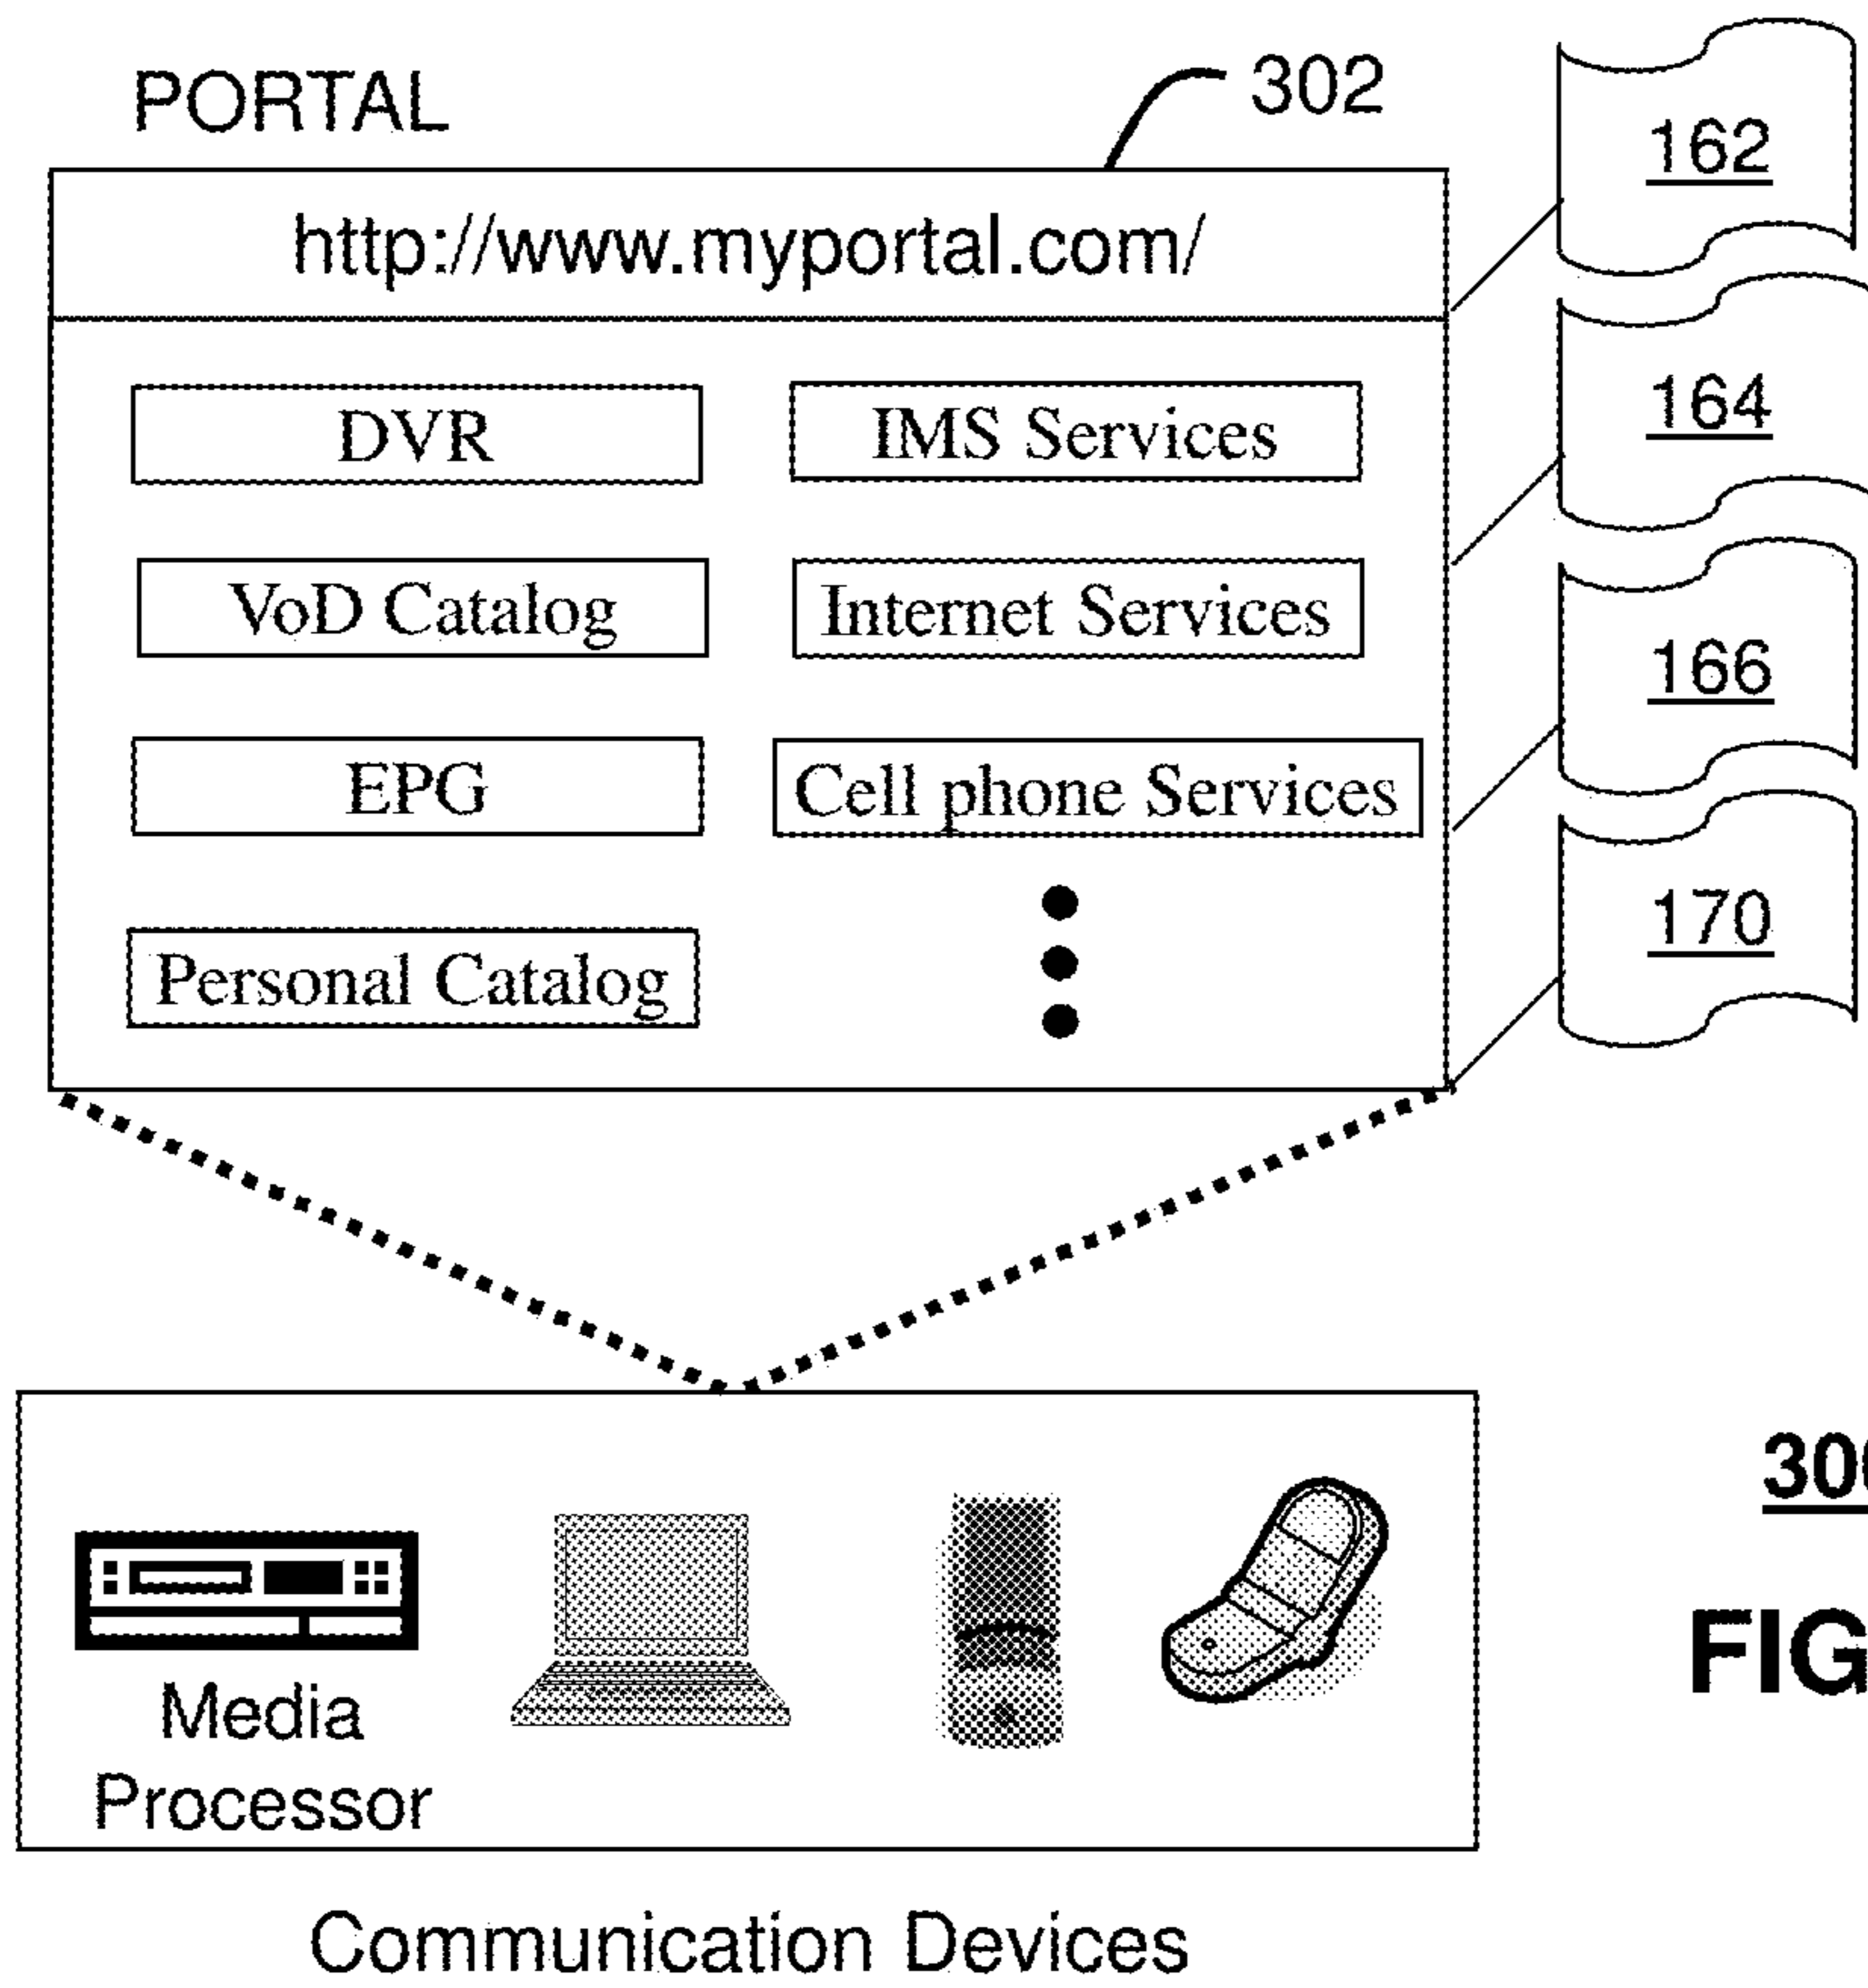 PORTAL
302
http://www.myportal.com/
DVR
IMS Services
VoD Catalog
Internet Services
EPG
Cell phone Services
Personal Catalog
162
164
166
170
Media
Processor
Communication Devices
FIG